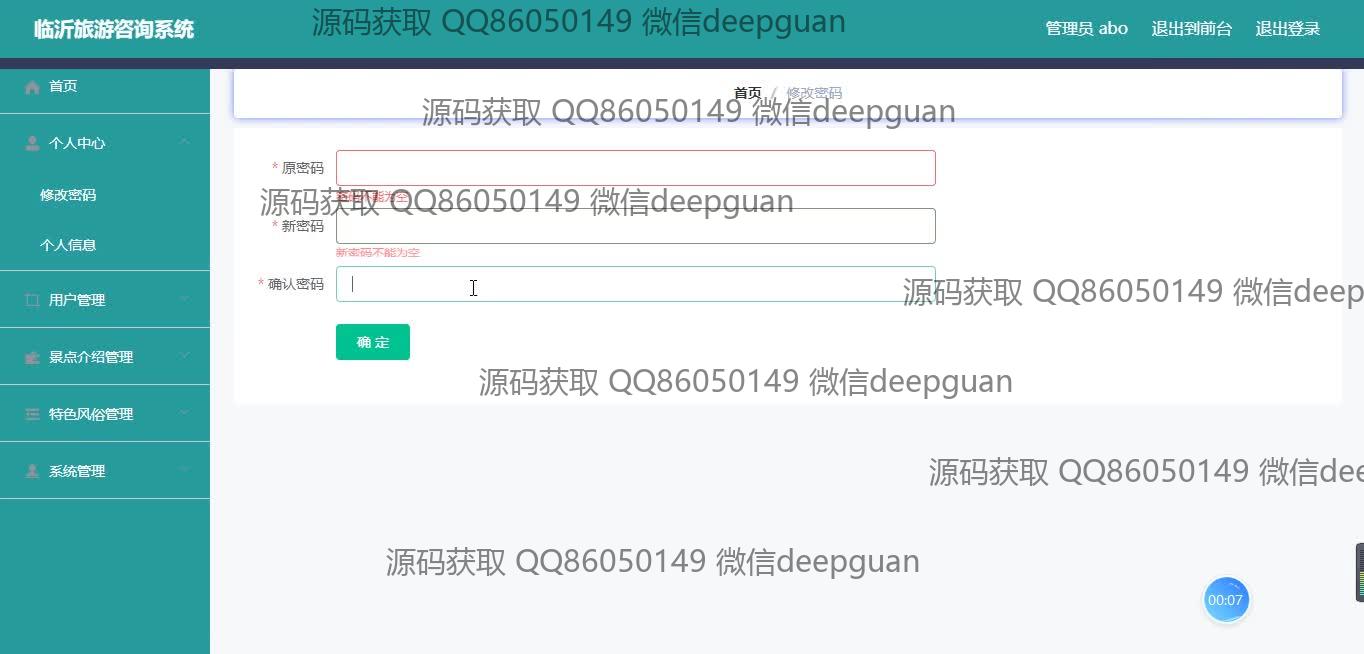 临沂旅游咨询系统
源码获取 QQ86050149 微信deepguan
管理员 abo 退出到前台 退出登录
首页
首页 / 修改密码
源码获取 QQ86050149 微信deepguan
个人中心
* 原密码
原密码不能为空
修改密码
源码获取 QQ86050149 微信deepguan
* 新密码
新密码不能为空
个人信息
* 确认密码
源码获取 QQ86050149 微信deep
用户管理
确定
景点介绍管理
源码获取 QQ86050149 微信deepguan
特色风俗管理
系统管理
源码获取 QQ86050149 微信dee
源码获取 QQ86050149 微信deepguan
00:07